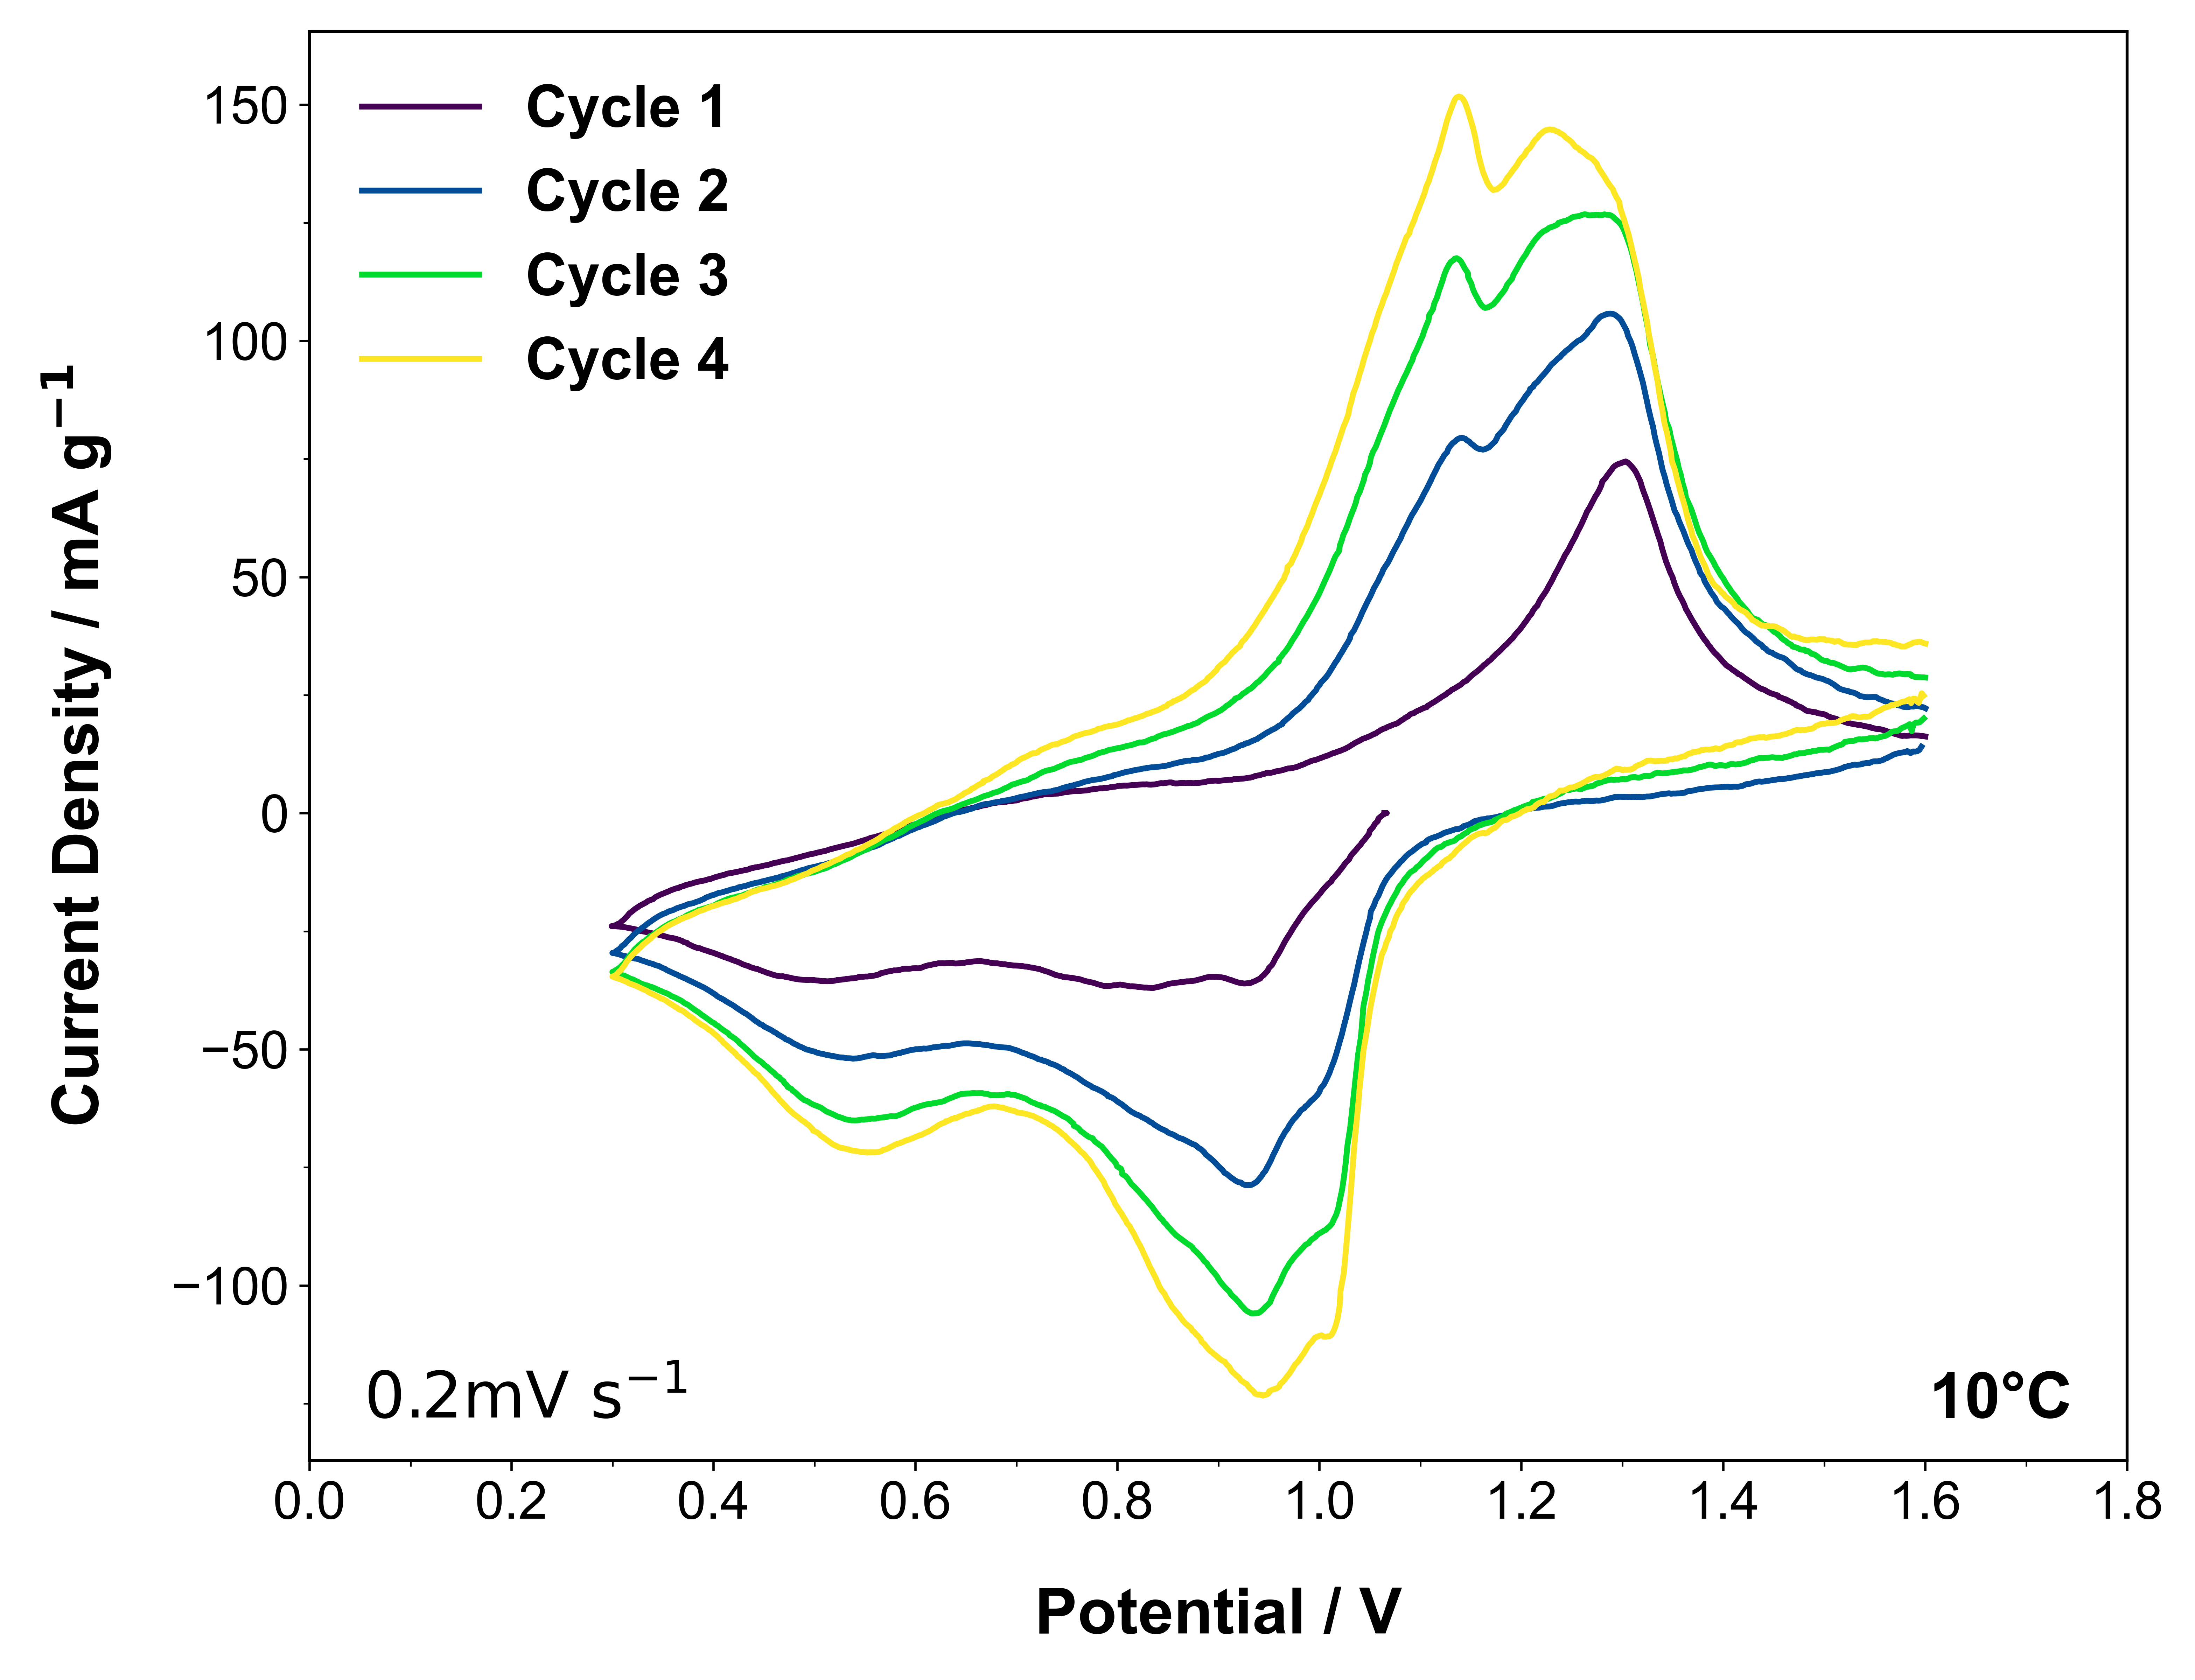 Cycle 1
Cycle 2
Cycle 3
Cycle 4
150
100
50
0
−50
−100
Current Density / mA g⁻¹
0.2mV s⁻¹
10°C
0.0 0.2 0.4 0.6 0.8 1.0 1.2 1.4 1.6 1.8
Potential / V